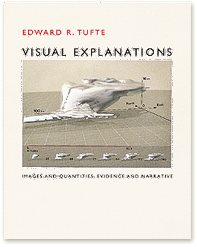 EDWARD R. TUFTE
VISUAL EXPLANATIONS
IMAGES AND QUANTITIES, EVIDENCE AND NARRATIVE